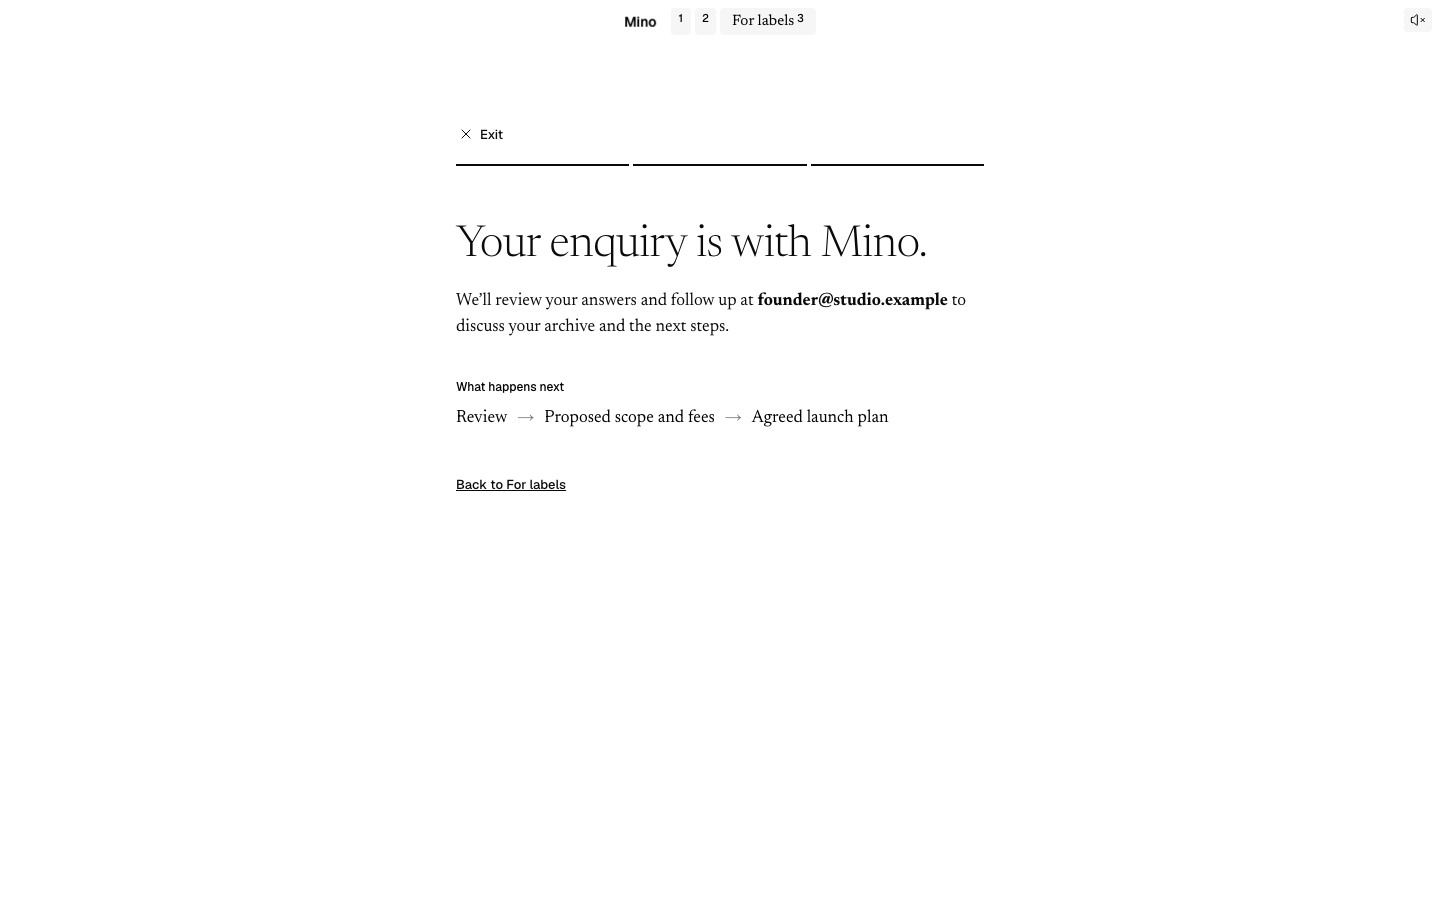 Mino 1 2 For labels 3
Exit
Your enquiry is with Mino.
We’ll review your answers and follow up at founder@studio.example to
discuss your archive and the next steps.
What happens next
Review → Proposed scope and fees → Agreed launch plan
Back to For labels